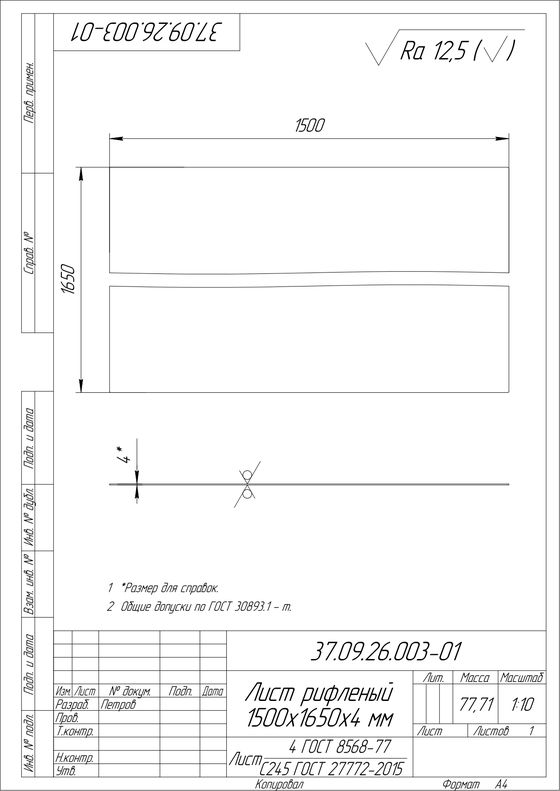 37.09.26.003-01
Ra 12,5 (√)
Перв. примен.
Справ. №
1500
1650
4*
1 *Размер для справок.
2 Общие допуски по ГОСТ 30893.1 - m.
Подп. и дата
Инв. № дубл.
Взам. инв. №
Подп. и дата
Инв. № подл.
37.09.26.003-01
Изм. Лист № докум. Подп. Дата
Разраб. Петров
Пров.
Т.контр.
Н.контр.
Утв.
Лист рифленый
1500х1650х4 мм
Лит. Масса Масштаб
77,71 1:10
Лист Листов 1
Лист 4 ГОСТ 8568-77
С245 ГОСТ 27772-2015
Копировал Формат А4